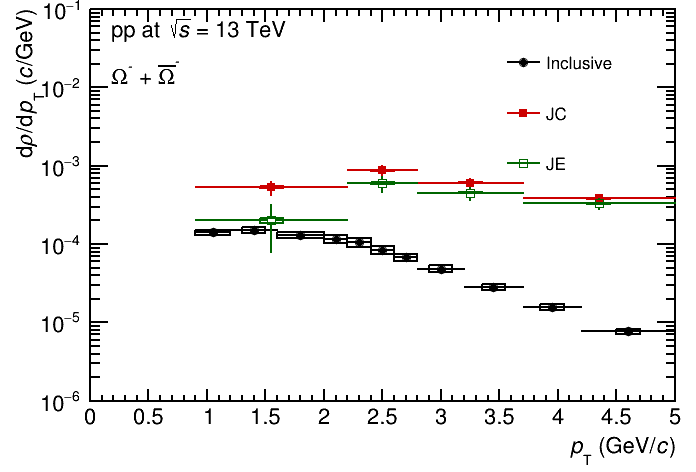 dρ/dp_T (c/GeV)
10⁻¹
10⁻²
10⁻³
10⁻⁴
10⁻⁵
10⁻⁶
pp at √s = 13 TeV
Ω⁻ + Ω̅⁻
Inclusive
JC
JE
0 0.5 1 1.5 2 2.5 3 3.5 4 4.5 5
p_T (GeV/c)